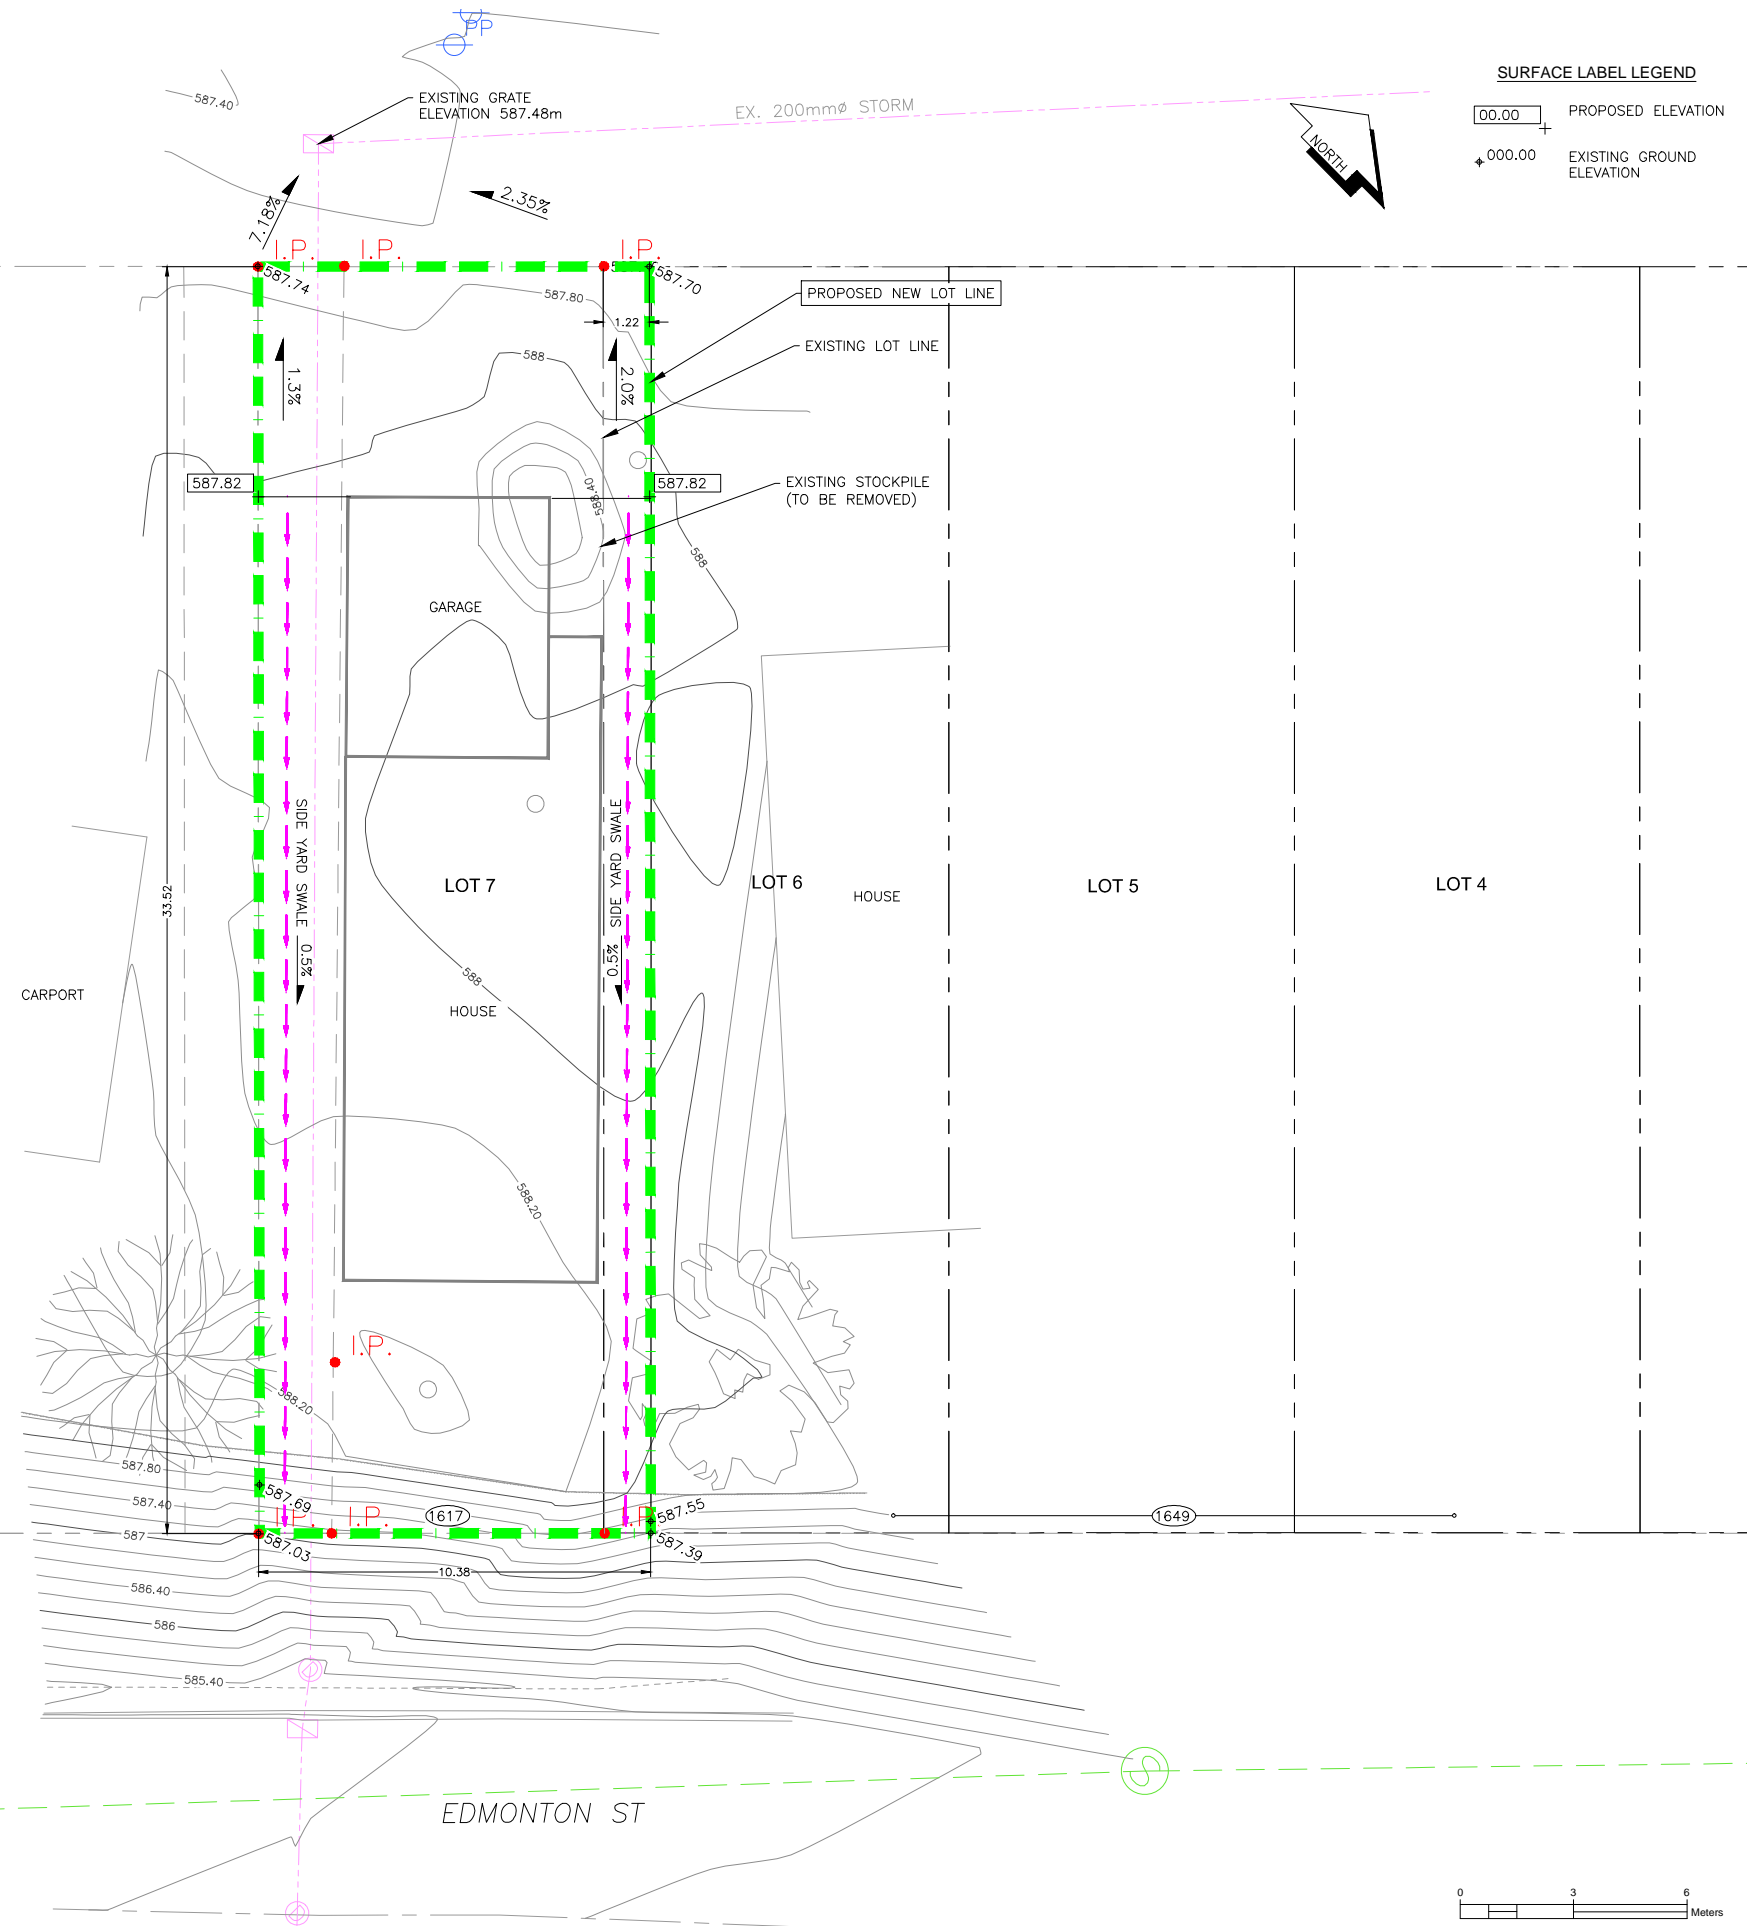 PP
SURFACE LABEL LEGEND
587.40
EXISTING GRATE
ELEVATION 587.48m
EX. 200mmø STORM
00.00
PROPOSED ELEVATION
NORTH
000.00
EXISTING GROUND
ELEVATION
7.18%
2.35%
I.P.
I.P.
I.P.
587.74
587.70
587.80
PROPOSED NEW LOT LINE
1.22
EXISTING LOT LINE
588
1.3%
2.0%
587.82
587.82
588.40
EXISTING STOCKPILE
(TO BE REMOVED)
588
GARAGE
SIDE YARD SWALE
0.5%
SIDE YARD SWALE
0.5%
33.52
LOT 7
LOT 6
HOUSE
LOT 5
LOT 4
CARPORT
588
HOUSE
588.20
I.P.
588.20
587.80
587.40
587.69
I.P.
I.P.
1617
I.P.
587.55
1649
587
587.03
587.39
10.38
586.40
586
585.40
EDMONTON ST
0 3 6
Meters